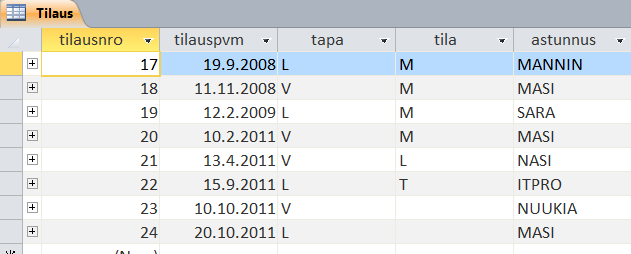 Tilaus
tilausnro tilauspvm tapa tila astunnus
17 19.9.2008 L M MANNIN
18 11.11.2008 V M MASI
19 12.2.2009 L M SARA
20 10.2.2011 V M MASI
21 13.4.2011 V L NASI
22 15.9.2011 L T ITPRO
23 10.10.2011 V NUUKIA
24 20.10.2011 L MASI